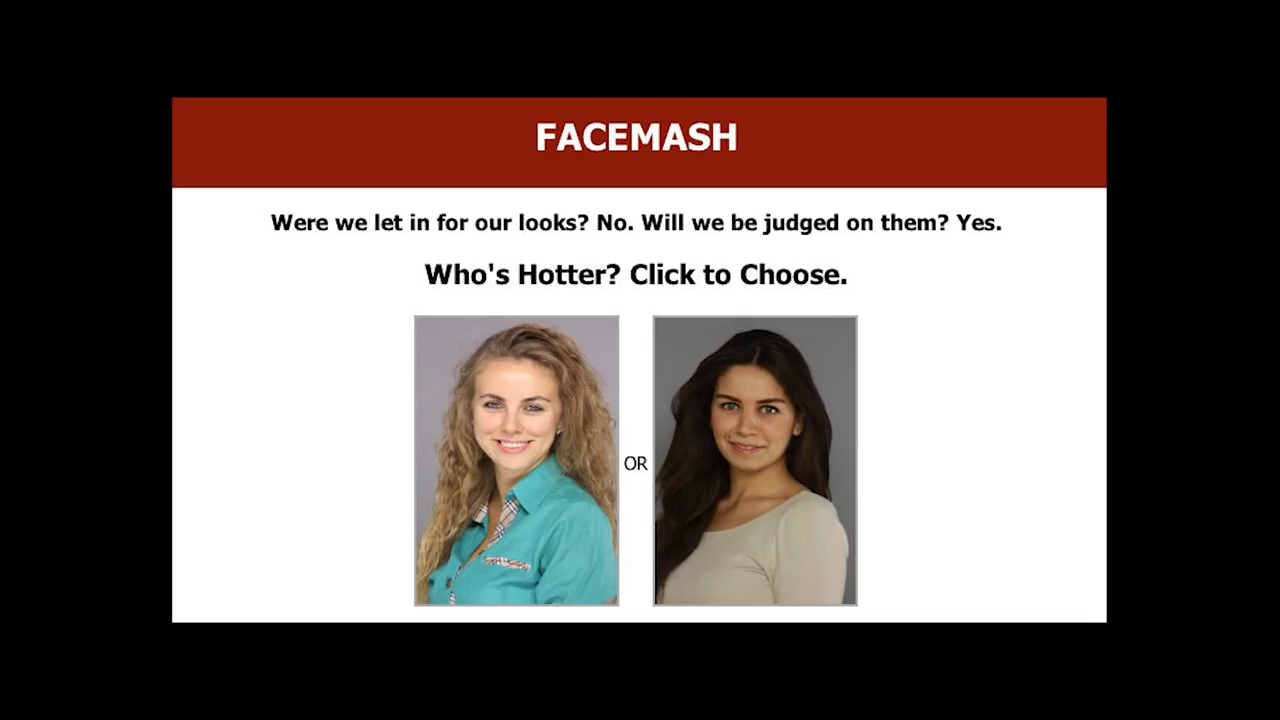 FACEMASH
Were we let in for our looks? No. Will we be judged on them? Yes.
Who's Hotter? Click to Choose.
OR